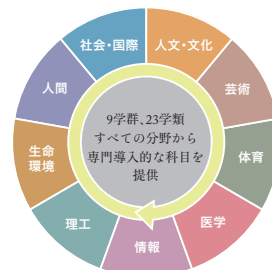 社会・国際
人文・文化
芸術
体育
医学
情報
理工
生命
環境
人間
9学群、23学類
すべての分野から
専門導入的な科目を
提供